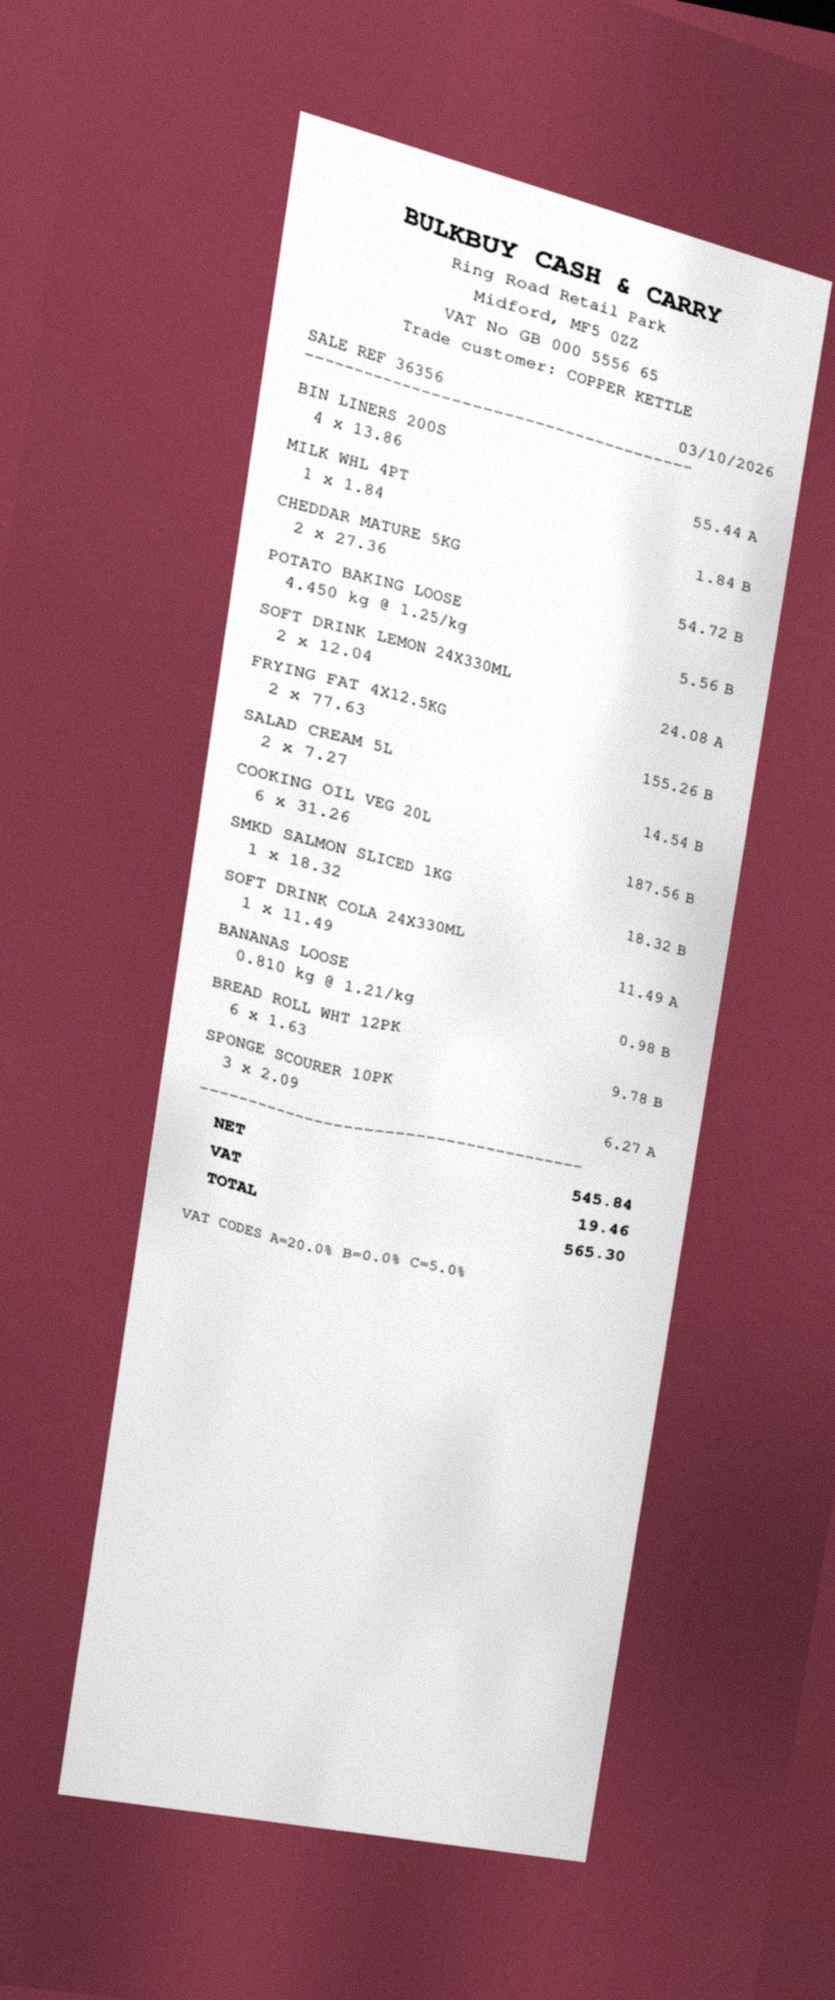 BULKBUY CASH & CARRY
Ring Road Retail Park
Midford, MF5 0ZZ
VAT No GB 000 5556 65
Trade customer: COPPER KETTLE
SALE REF 36356 03/10/2026
BIN LINERS 200S
4 x 13.86 55.44 A
MILK WHL 4PT
1 x 1.84 1.84 B
CHEDDAR MATURE 5KG
2 x 27.36 54.72 B
POTATO BAKING LOOSE
4.450 kg @ 1.25/kg 5.56 B
SOFT DRINK LEMON 24X330ML
2 x 12.04 24.08 A
FRYING FAT 4X12.5KG
2 x 77.63 155.26 B
SALAD CREAM 5L
2 x 7.27 14.54 B
COOKING OIL VEG 20L
6 x 31.26 187.56 B
SMKD SALMON SLICED 1KG
1 x 18.32 18.32 B
SOFT DRINK COLA 24X330ML
1 x 11.49 11.49 A
BANANAS LOOSE
0.810 kg @ 1.21/kg 0.98 B
BREAD ROLL WHT 12PK
6 x 1.63 9.78 B
SPONGE SCOURER 10PK
3 x 2.09 6.27 A
NET 545.84
VAT 19.46
TOTAL 565.30
VAT CODES A=20.0% B=0.0% C=5.0%